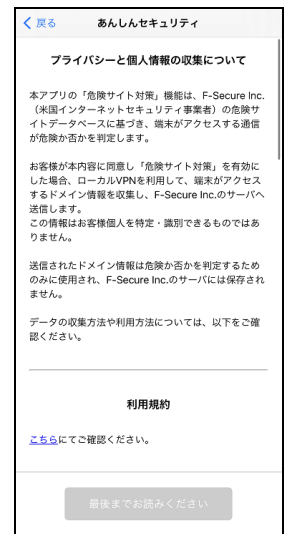 戻る
あんしんセキュリティ
プライバシーと個人情報の収集について
本アプリの「危険サイト対策」機能は、F-Secure Inc.
（米国インターネットセキュリティ事業者）の危険サ
イトデータベースに基づき、端末がアクセスする通信
が危険か否かを判定します。
お客様が本内容に同意し「危険サイト対策」を有効に
した場合、ローカルVPNを利用して、端末がアクセス
するドメイン情報を収集し、F-Secure Inc.のサーバへ
送信します。
この情報はお客様個人を特定・識別できるものではあ
りません。
送信されたドメイン情報は危険か否かを判定するため
のみに使用され、F-Secure Inc.のサーバには保存され
ません。
データの収集方法や利用方法については、以下をご確
認ください。
利用規約
こちらにてご確認ください。
最後までお読みください